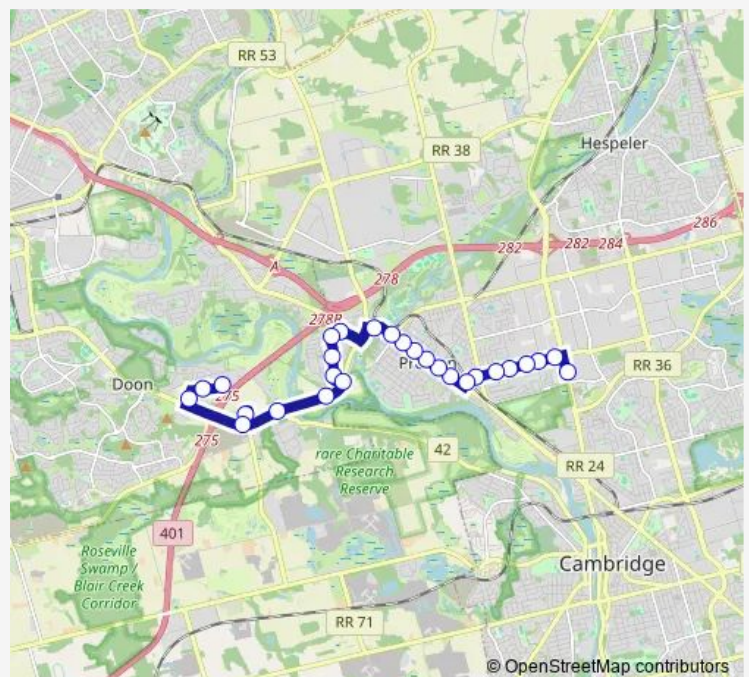 RR 53
RR 38
Hespeler
286
282
282
284
A
278
278B
Doon
275
RR 36
275
rare Charitable
Research
Reserve
42
RR 24
401
Roseville
Swamp /
Blair Creek
Corridor
Cambridge
RR 71
© OpenStreetMap contributors